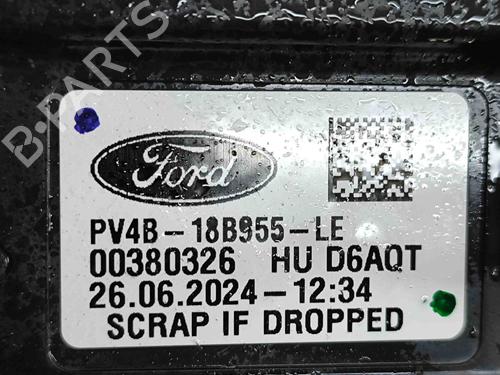 B-PARTS
Ford
PV4B-18B955-LE
00380326 HU D6AQT
26.06.2024-12:34
SCRAP IF DROPPED